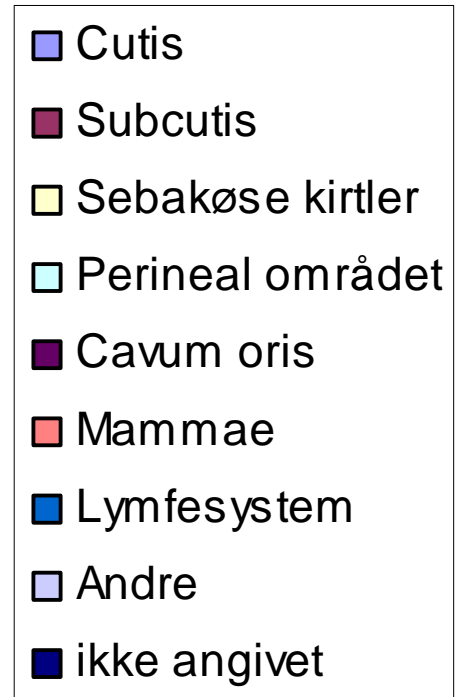 Cutis
Subcutis
Sebakøse kirtler
Perineal området
Cavum oris
Mammae
Lymfesystem
Andre
ikke angivet